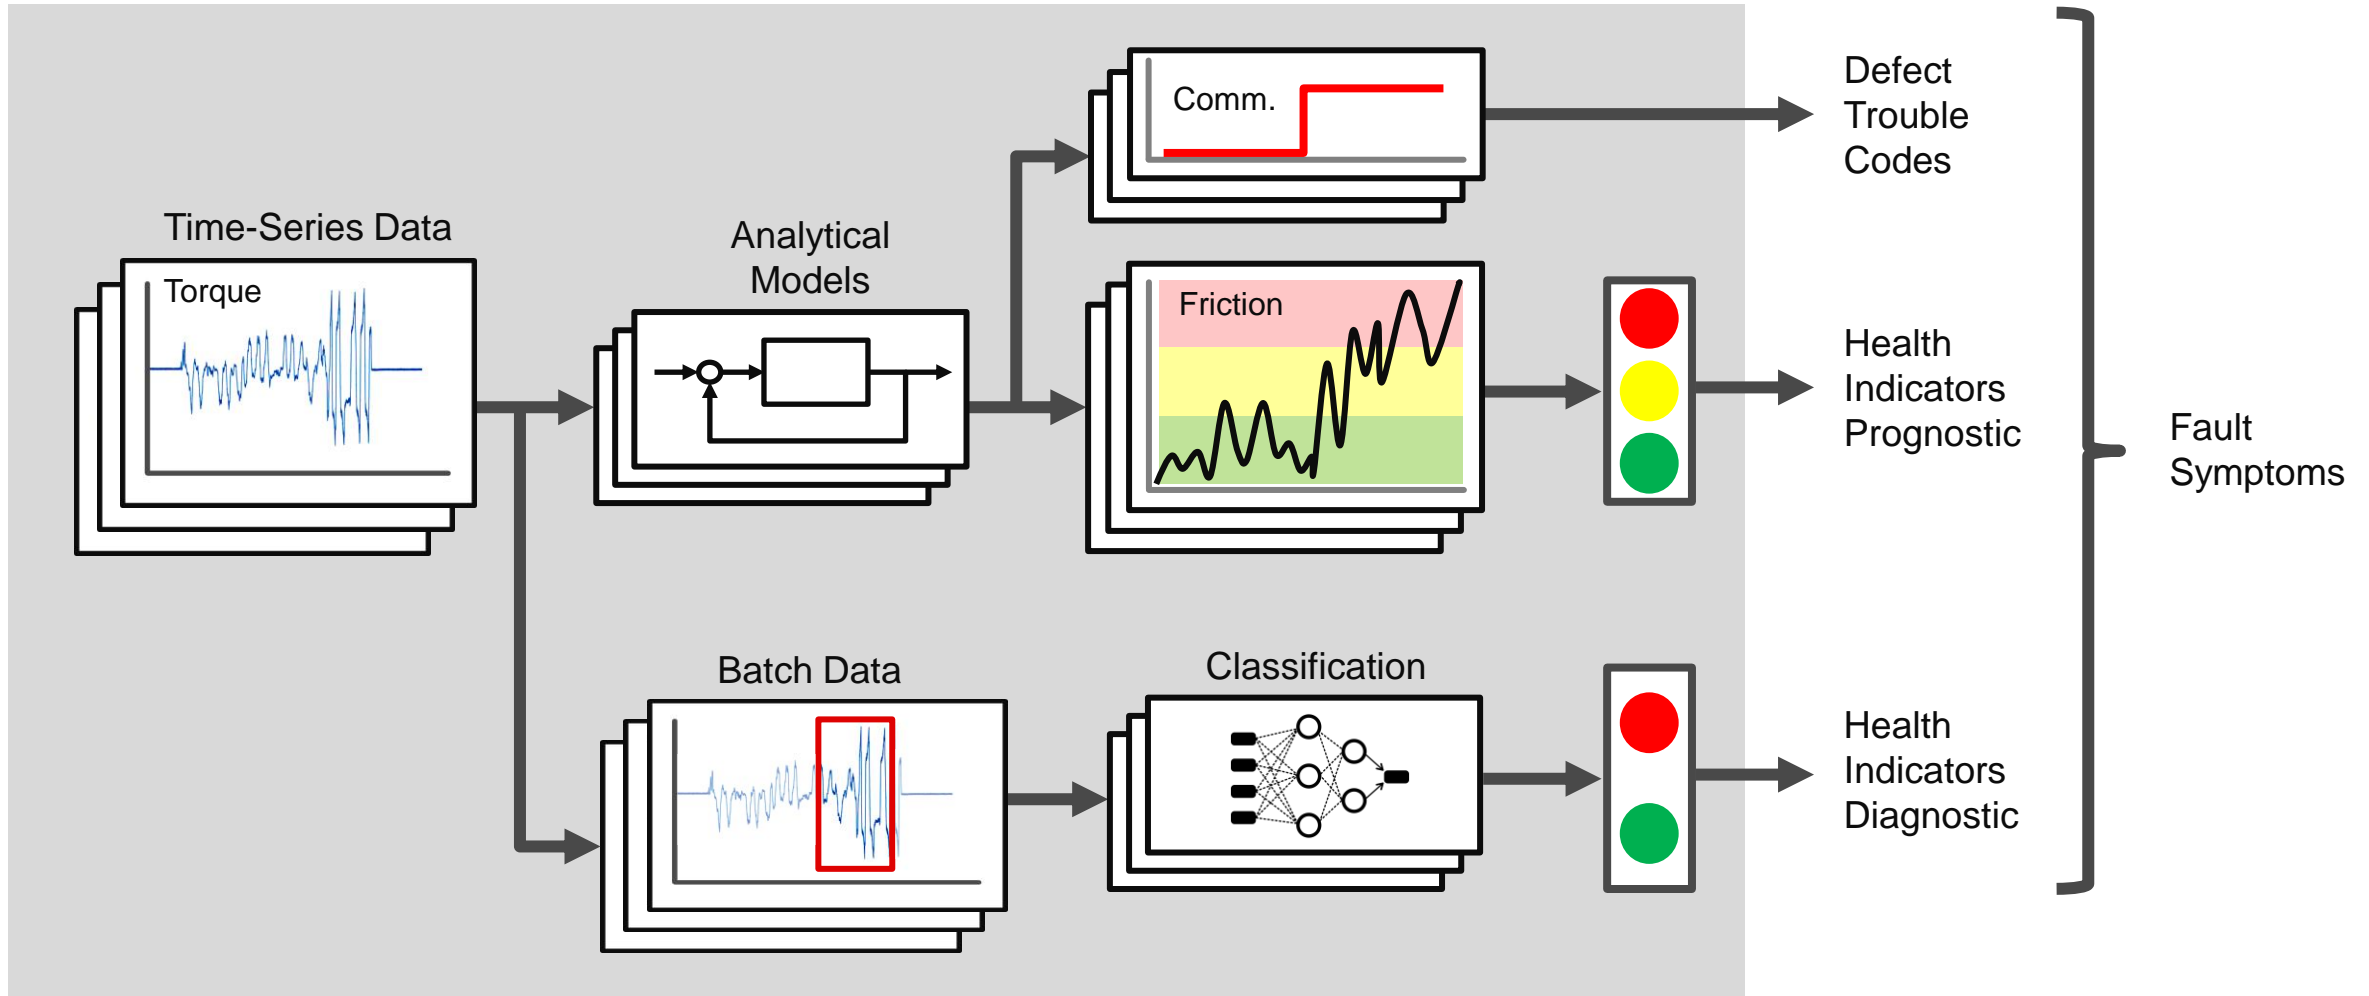 Time-Series Data
Torque
Analytical
Models
Comm.
Defect
Trouble
Codes
Friction
Health
Indicators
Prognostic
Batch Data
Classification
Health
Indicators
Diagnostic
Fault
Symptoms